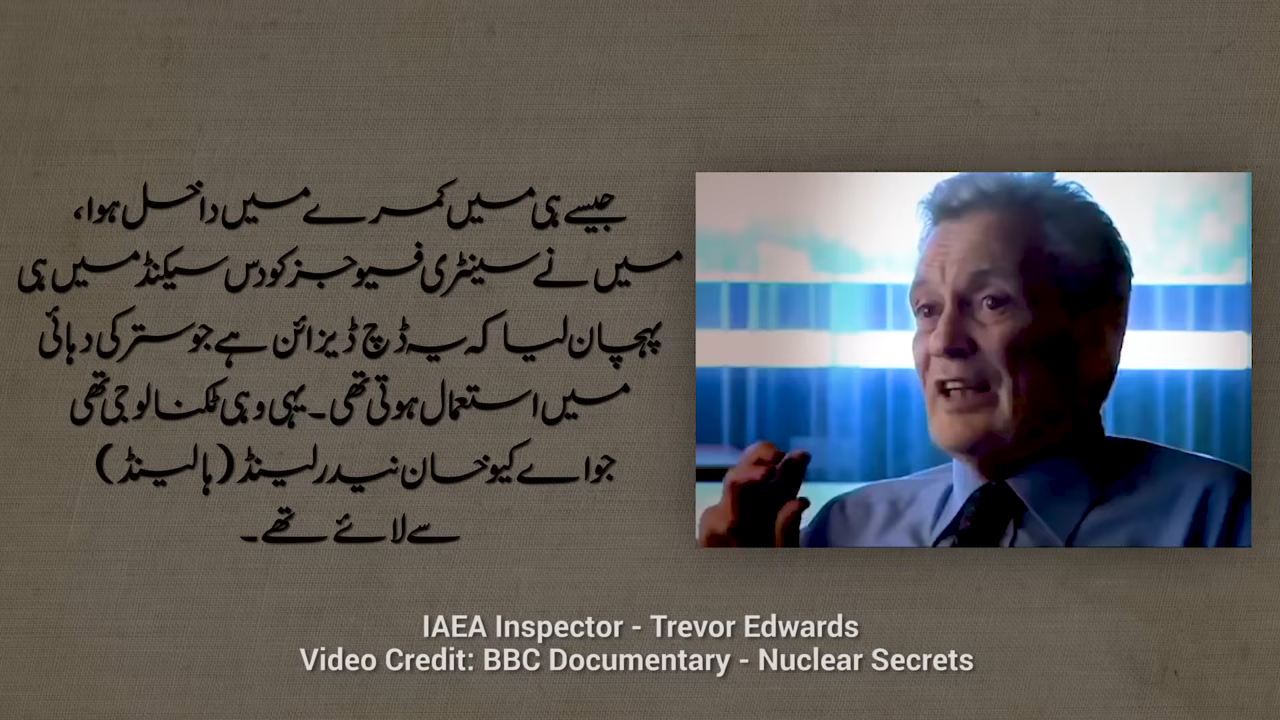 جیسے ہی میں کمرے میں داخل ہوا،
میں نے سینٹری فیوجز کو دس سیکنڈ میں ہی
پہچان لیا کہ یہ ڈچ ڈیزائن ہے جو ستر کی دہائی
میں استعمال ہوتی تھی۔ یہی وہی ٹکنالوجی تھی
جو اے کیو خان نیدرلینڈ (ہالینڈ)
سے لائے تھے۔
IAEA Inspector - Trevor Edwards
Video Credit: BBC Documentary - Nuclear Secrets